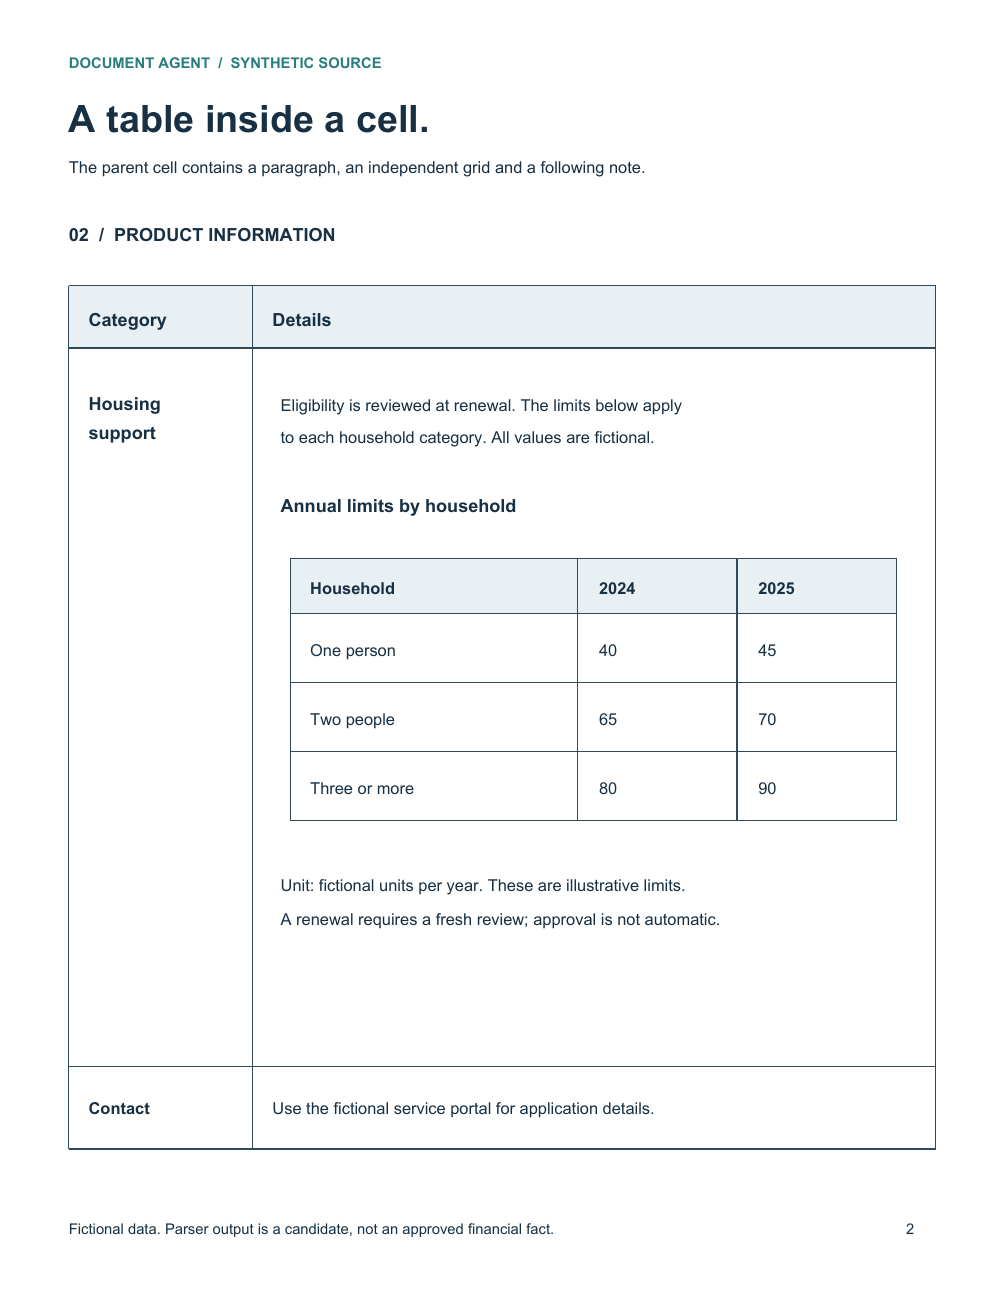 DOCUMENT AGENT / SYNTHETIC SOURCE
A table inside a cell.
The parent cell contains a paragraph, an independent grid and a following note.
02 / PRODUCT INFORMATION
Category Details
Housing
support
Eligibility is reviewed at renewal. The limits below apply
to each household category. All values are fictional.
Annual limits by household
Household 2024 2025
One person 40 45
Two people 65 70
Three or more 80 90
Unit: fictional units per year. These are illustrative limits.
A renewal requires a fresh review; approval is not automatic.
Contact Use the fictional service portal for application details.
Fictional data. Parser output is a candidate, not an approved financial fact. 2